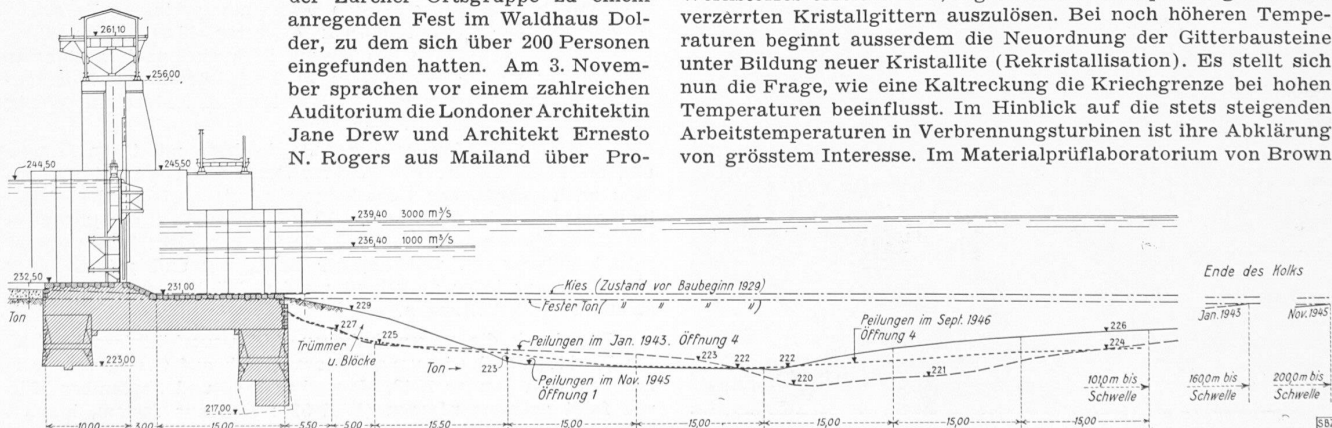 der Zürcher Ortsgruppe zu einem
anregenden Fest im Waldhaus Dol-
der, zu dem sich über 200 Personen
eingefunden hatten. Am 3. Novem-
ber sprachen vor einem zahlreichen
Auditorium die Londoner Architektin
Jane Drew und Architekt Ernesto
N. Rogers aus Mailand über Pro-
verzerrten Kristallgittern auszulösen. Bei noch höheren Tempe-
raturen beginnt ausserdem die Neuordnung der Gitterbausteine
unter Bildung neuer Kristallite (Rekristallisation). Es stellt sich
nun die Frage, wie eine Kaltreckung die Kriechgrenze bei hohen
Temperaturen beeinflusst. Im Hinblick auf die stets steigenden
Arbeitstemperaturen in Verbrennungsturbinen ist ihre Abklärung
von grösstem Interesse. Im Materialprüflaboratorium von Brown
261,10
256,00
244,50
245,50
239,40 3000 m³/s
236,40 1000 m³/s
232,50
231,00
Ton
223,00
217,00
Kies (Zustand vor Baubeginn 1929)
Fester Ton ( " " " )
Ende des Kolks
Jan. 1943
Nov. 1945
229
227
225
Trümmer
u. Blöcke
Ton
Peilungen im Jan. 1943. Öffnung 4
Peilungen im Sept. 1946
Öffnung 4
223
223
222
222
220
221
226
224
Peilungen im Nov. 1945
Öffnung 1
101,0 m bis
Schwelle
160,0 m bis
Schwelle
200,0 m bis
Schwelle
10,00 3,00 15,00 5,50 5,00 15,50 15,00 15,00 15,00 15,00 15,00
SBZ